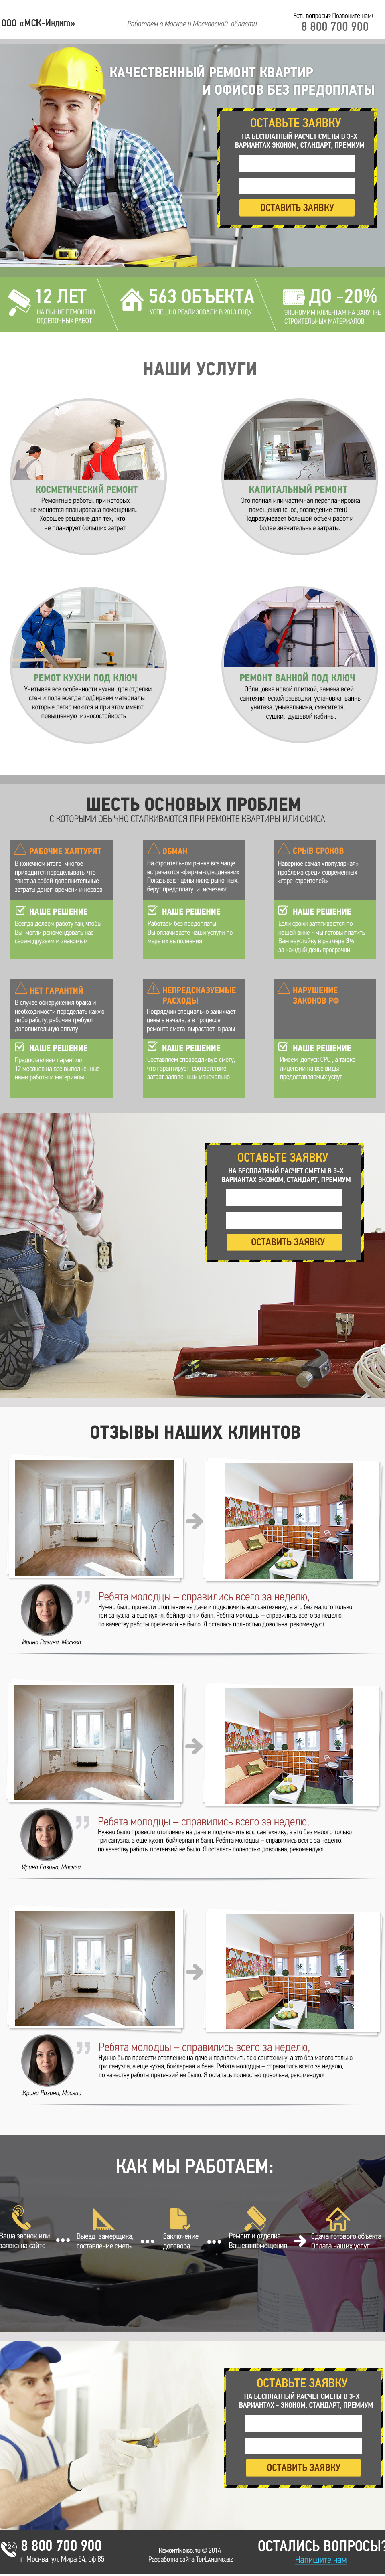 ООО «МСК-Индиго»
Работаем в Москве и Московской области
Есть вопросы? Позвоните нам!
8 800 700 900
КАЧЕСТВЕННЫЙ РЕМОНТ КВАРТИР
И ОФИСОВ БЕЗ ПРЕДОПЛАТЫ
ОСТАВЬТЕ ЗАЯВКУ
НА БЕСПЛАТНЫЙ РАСЧЕТ СМЕТЫ В 3-Х
ВАРИАНТАХ ЭКОНОМ, СТАНДАРТ, ПРЕМИУМ
ОСТАВИТЬ ЗАЯВКУ
12 ЛЕТ
НА РЫНКЕ РЕМОНТНО
ОТДЕЛОЧНЫХ РАБОТ
563 ОБЪЕКТА
УСПЕШНО РЕАЛИЗОВАЛИ В 2013 ГОДУ
ДО -20%
ЭКОНОМИМ КЛИЕНТАМ НА ЗАКУПКЕ
СТРОИТЕЛЬНЫХ МАТЕРИАЛОВ
НАШИ УСЛУГИ
КОСМЕТИЧЕСКИЙ РЕМОНТ
Ремонтные работы, при которых
не меняется планировка помещения.
Хорошее решение для тех, кто
не планирует больших затрат
КАПИТАЛЬНЫЙ РЕМОНТ
Это полная или частичная перепланировка
помещения (снос, возведение стен)
Подразумевает большой объем работ и
более значительные затраты.
РЕМОТ КУХНИ ПОД КЛЮЧ
Учитывая все особенности кухни, для отделки
стен и пола всегда подбираем материалы
которые легко моются и при этом имеют
повышенную износостойкость
РЕМОНТ ВАННОЙ ПОД КЛЮЧ
Облицовка новой плиткой, замена всей
сантехнической разводки, установка ванны
унитаза, умывальника, смесителя,
сушки, душевой кабины,
ШЕСТЬ ОСНОВЫХ ПРОБЛЕМ
С КОТОРЫМИ ОБЫЧНО СТАЛКИВАЮТСЯ ПРИ РЕМОНТЕ КВАРТИРЫ ИЛИ ОФИСА
РАБОЧИЕ ХАЛТУРЯТ
В конечном итоге многое
приходится переделывать, что
тянет за собой дополнительные
затраты денег, времени и нервов
НАШЕ РЕШЕНИЕ
Всегда делаем работу так, чтобы
Вы могли рекомендовать нас
своим друзьям и знакомым
ОБМАН
На строительном рынке все чаще
встречаются «фирмы-однодневки»
Показывают цены ниже рыночных,
берут предоплату и исчезают
НАШЕ РЕШЕНИЕ
Работаем без предоплаты.
Вы оплачиваете наши услуги по
мере их выполнения
СРЫВ СРОКОВ
Наверное самая «популярная»
проблема среди современных
«горе-строителей»
НАШЕ РЕШЕНИЕ
Если сроки затягиваются по
нашей вине - мы готовы платить
Вам неустойку в размере 3%
за каждый день просрочки
НЕТ ГАРАНТИЙ
В случае обнаружения брака и
необходимости переделать какую
либо работу, рабочие требуют
дополнительную оплату
НАШЕ РЕШЕНИЕ
Предоставляем гарантию
12 месяцев на все выполненные
нами работы и материалы
НЕПРЕДСКАЗУЕМЫЕ
РАСХОДЫ
Подрядчик специально занижает
цены в начале, а в процессе
ремонта смета вырастает в разы
НАШЕ РЕШЕНИЕ
Составляем справедливую смету,
что гарантирует соответствие
затрат заявленным изначально
НАРУШЕНИЕ
ЗАКОНОВ РФ
НАШЕ РЕШЕНИЕ
Имеем допуск СРО , а также
лицензии на все виды
предоставляемых услуг
ОСТАВЬТЕ ЗАЯВКУ
НА БЕСПЛАТНЫЙ РАСЧЕТ СМЕТЫ В 3-Х
ВАРИАНТАХ ЭКОНОМ, СТАНДАРТ, ПРЕМИУМ
ОСТАВИТЬ ЗАЯВКУ
ОТЗЫВЫ НАШИХ КЛИНТОВ
Ребята молодцы – справились всего за неделю,
Нужно было провести отопление на даче и подключить всю сантехнику, а это без малого только
три санузла, а еще кухня, бойлерная и баня. Ребята молодцы – справились всего за неделю,
по качеству работы претензий не было. Я осталась полностью довольна, рекомендую!
Ирина Разина, Москва
Ребята молодцы – справились всего за неделю,
Нужно было провести отопление на даче и подключить всю сантехнику, а это без малого только
три санузла, а еще кухня, бойлерная и баня. Ребята молодцы – справились всего за неделю,
по качеству работы претензий не было. Я осталась полностью довольна, рекомендую!
Ирина Разина, Москва
Ребята молодцы – справились всего за неделю,
Нужно было провести отопление на даче и подключить всю сантехнику, а это без малого только
три санузла, а еще кухня, бойлерная и баня. Ребята молодцы – справились всего за неделю,
по качеству работы претензий не было. Я осталась полностью довольна, рекомендую!
Ирина Разина, Москва
КАК МЫ РАБОТАЕМ:
Ваша звонок или
заявка на сайте
Выезд замерщика,
составление сметы
Заключение
договора
Ремонт и отделка
Вашего помещения
Сдача готового объекта
Оплата наших услуг
ОСТАВЬТЕ ЗАЯВКУ
НА БЕСПЛАТНЫЙ РАСЧЕТ СМЕТЫ В 3-Х
ВАРИАНТАХ - ЭКОНОМ, СТАНДАРТ, ПРЕМИУМ
ОСТАВИТЬ ЗАЯВКУ
24
8 800 700 900
г. Москва, ул. Мира 54, оф 85
RemontIndigo.ru © 2014
Разработка сайта TopLanding.biz
ОСТАЛИСЬ ВОПРОСЫ?
Напишите нам